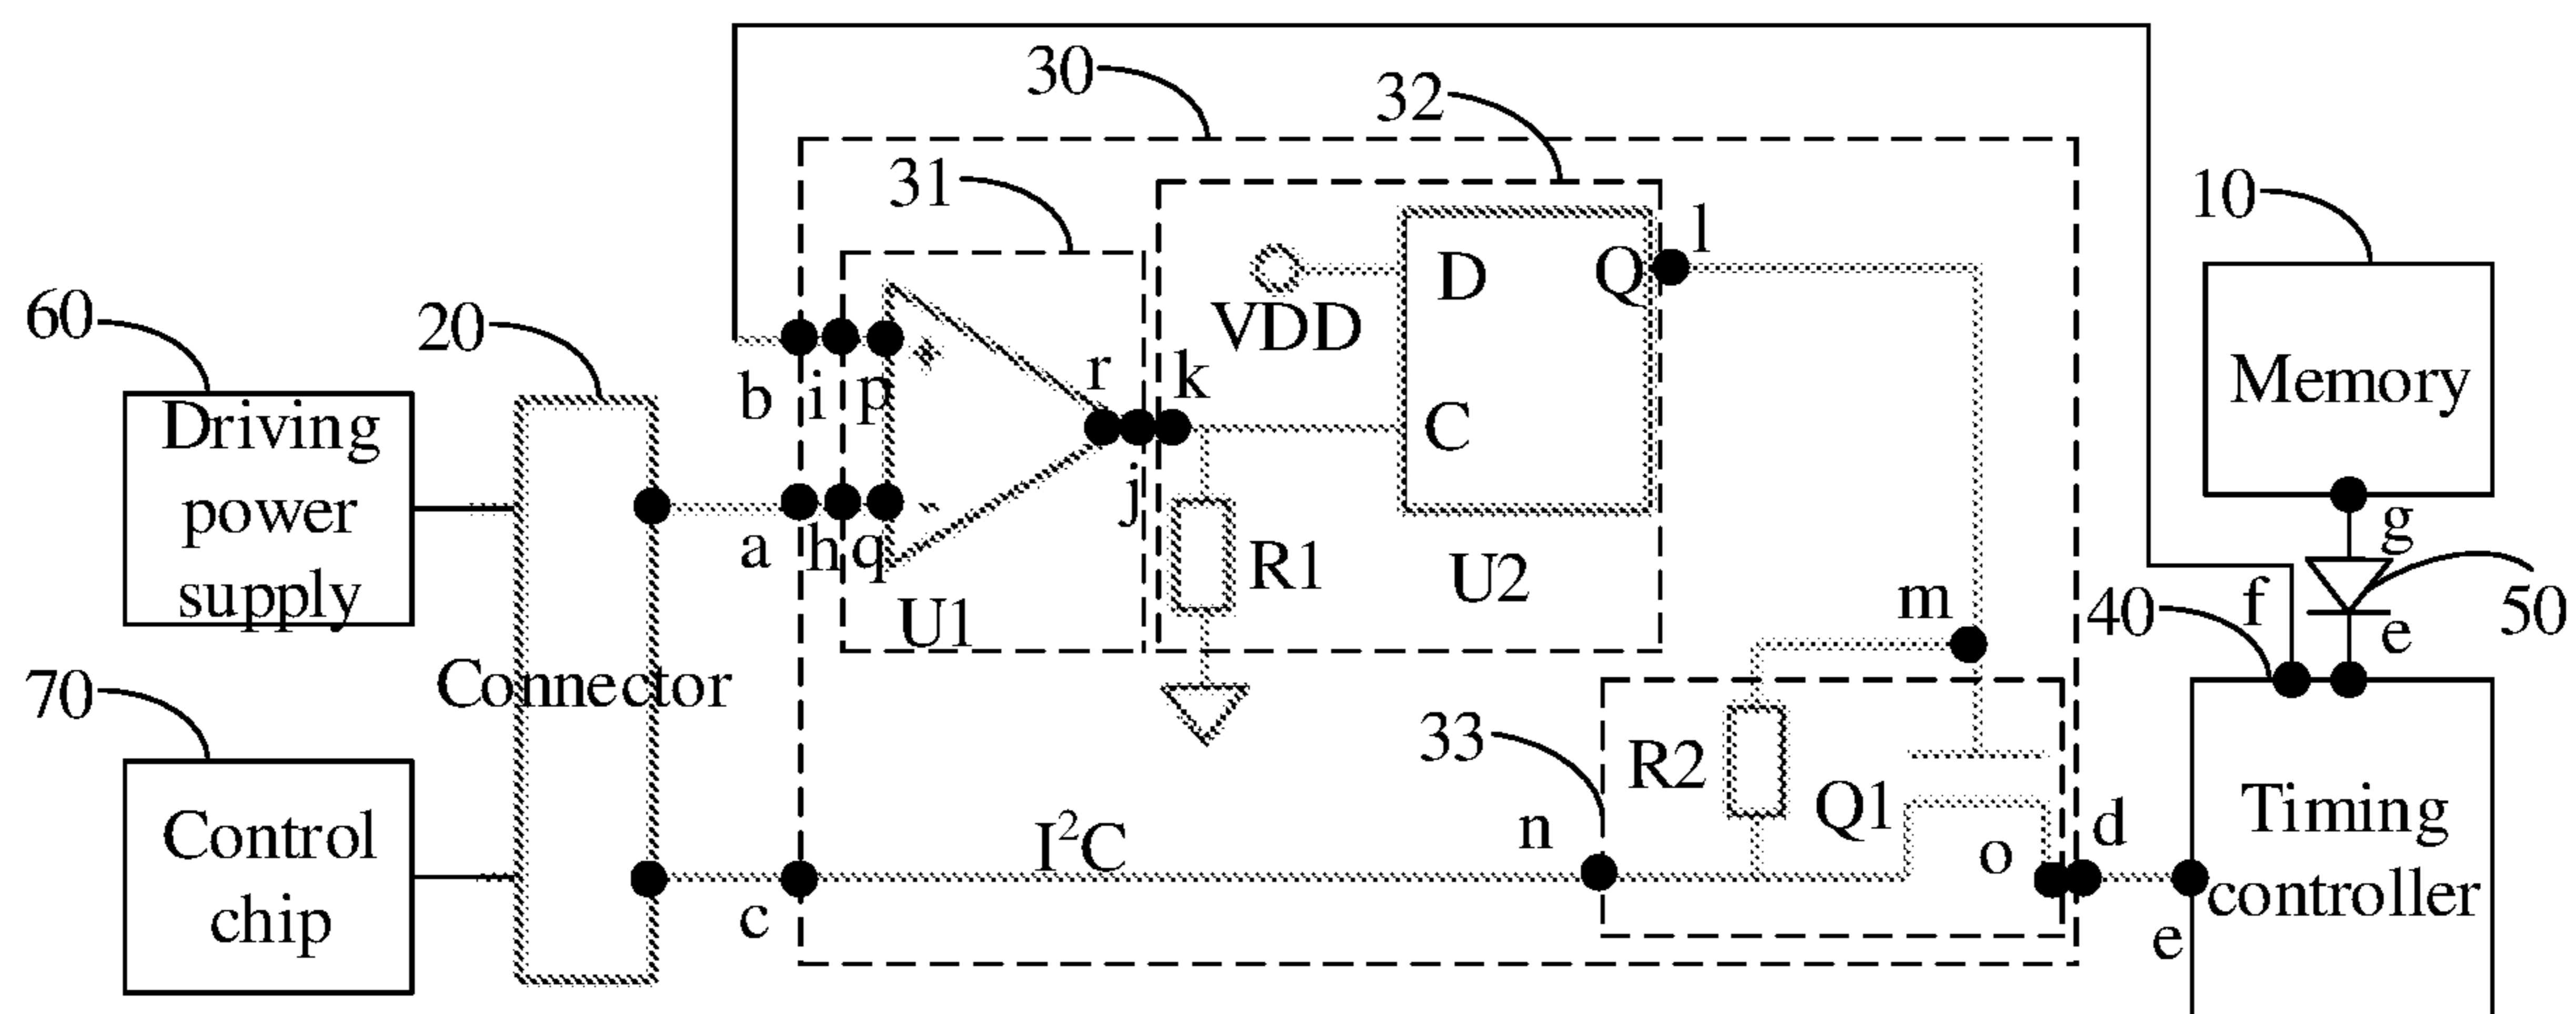 30
32
31
10
60
20
D
Q
l
VDD
Memory
b
i
p
r
k
C
Driving
power
supply
a
h
q
j
R1
U2
g
f
e
50
40
U1
m
Connector
70
33
R2
Q1
Timing
controller
Control
chip
I²C
n
o
d
c
e